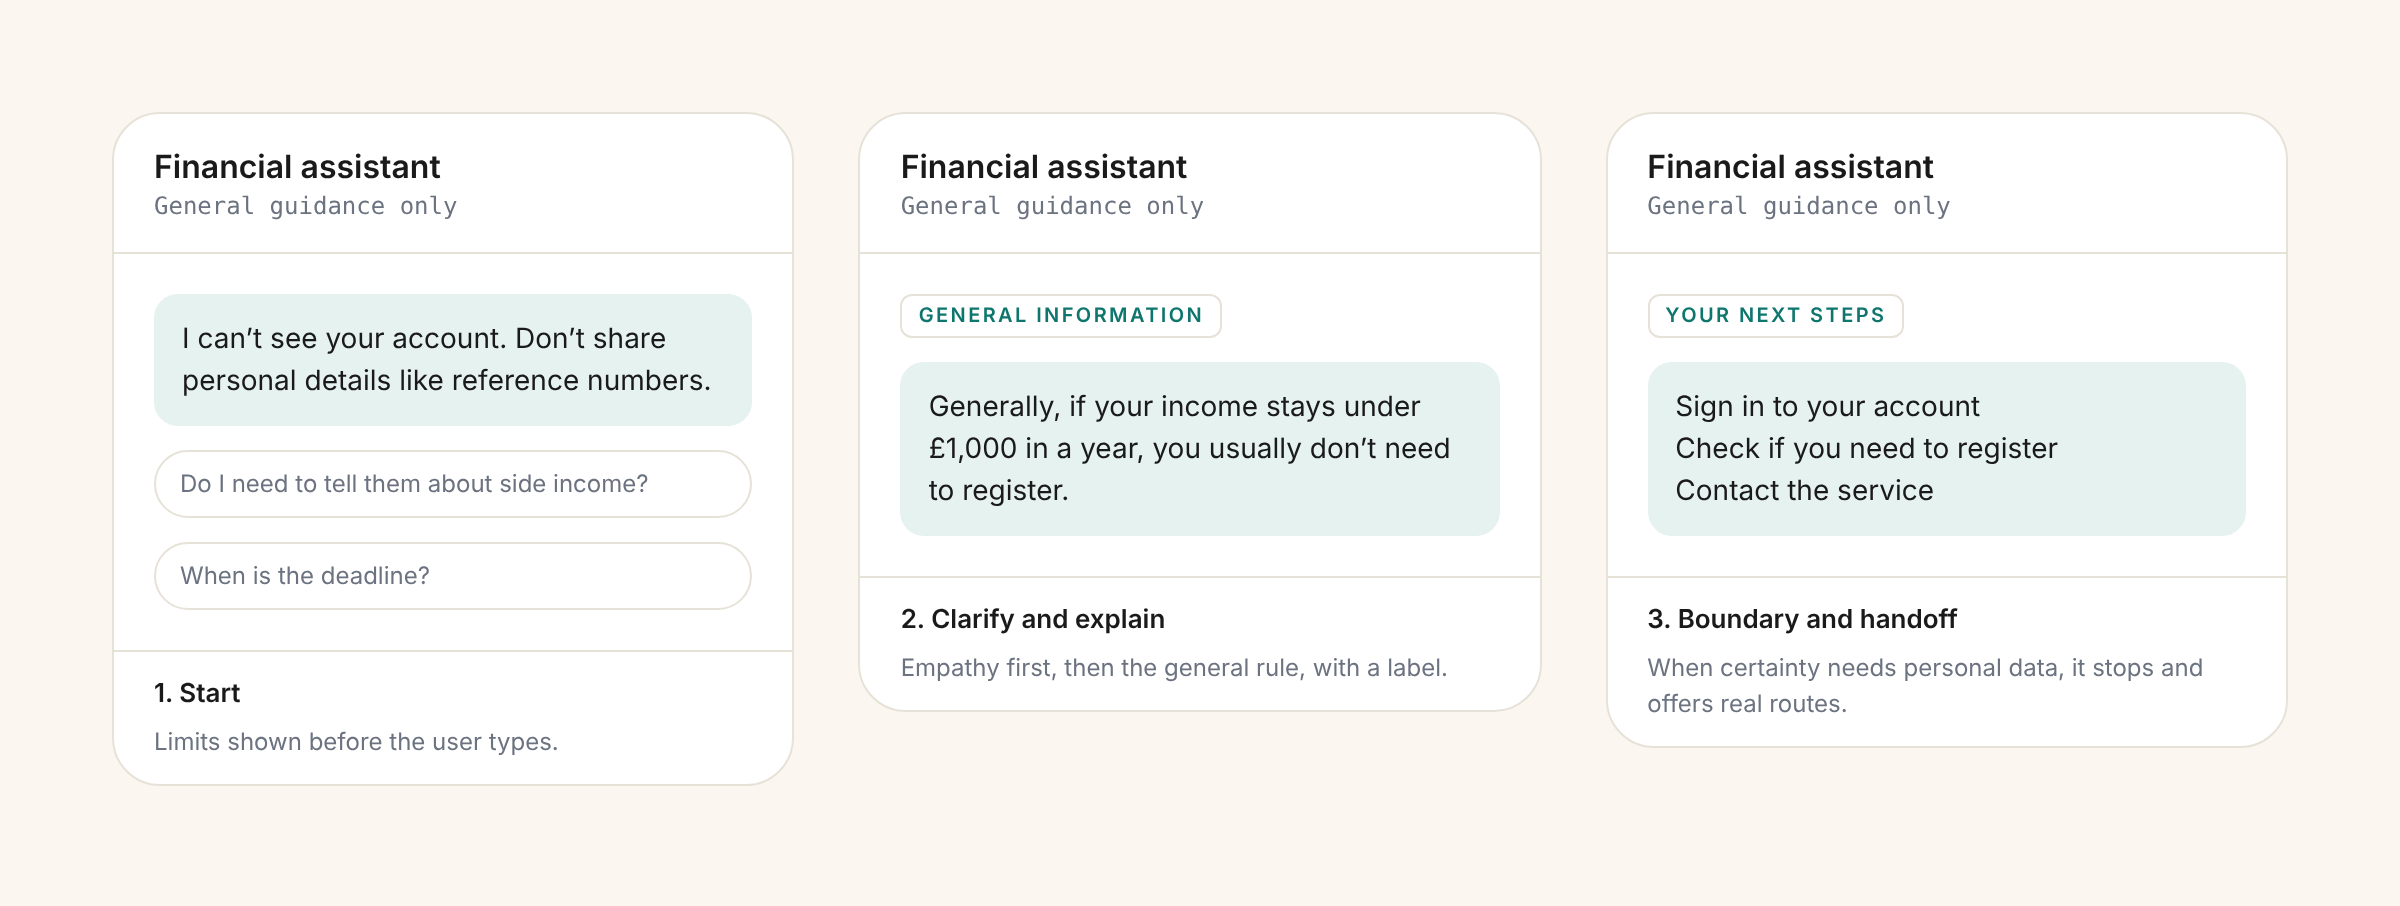 Financial assistant
General guidance only
I can’t see your account. Don’t share
personal details like reference numbers.
Do I need to tell them about side income?
When is the deadline?
1. Start
Limits shown before the user types.
Financial assistant
General guidance only
GENERAL INFORMATION
Generally, if your income stays under
£1,000 in a year, you usually don’t need
to register.
2. Clarify and explain
Empathy first, then the general rule, with a label.
Financial assistant
General guidance only
YOUR NEXT STEPS
Sign in to your account
Check if you need to register
Contact the service
3. Boundary and handoff
When certainty needs personal data, it stops and
offers real routes.